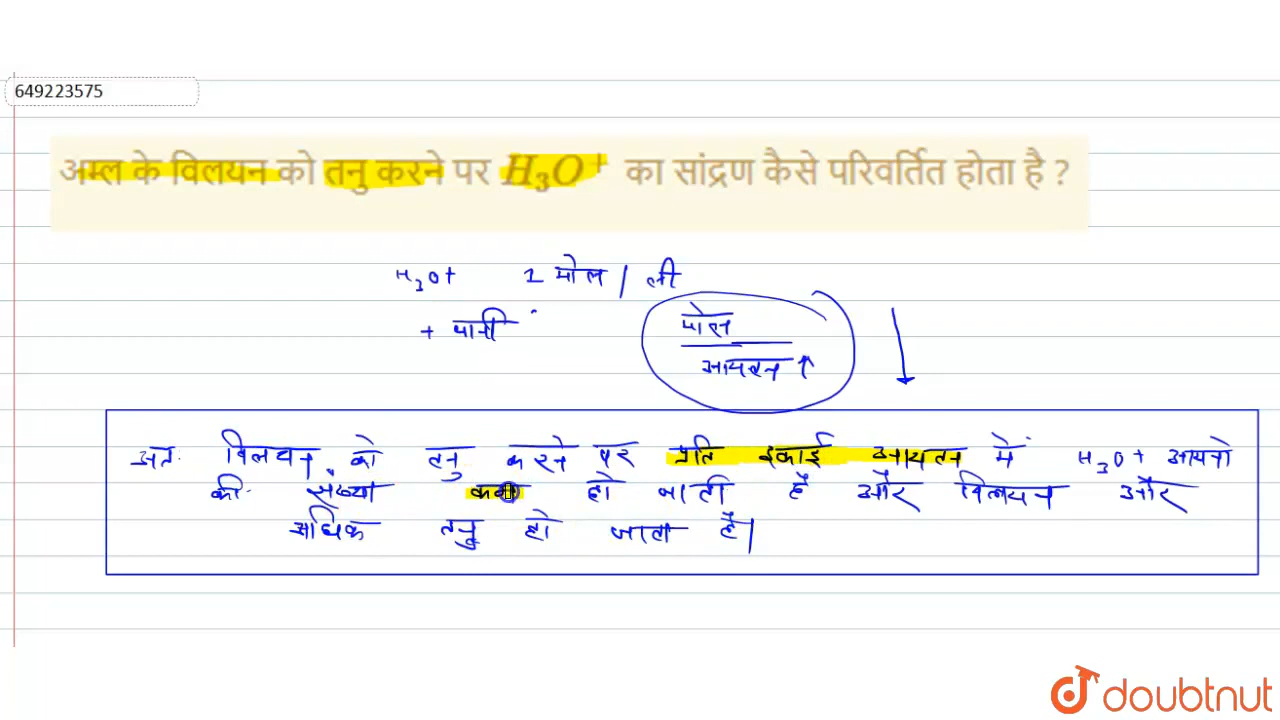 649223575
अम्ल के विलयन को तनु करने पर H₃O⁺ का सांद्रण कैसे परिवर्तित होता है ?
H₃O+ 1 मोल / ली
+ पानी
मोल
आयतन ↑
अतः विलयन को तनु करने पर प्रति इकाई आयतन में H₃O+ आयनो
की संख्या कम हो जाती है और विलयन और
अधिक तनु हो जाता है।
doubtnut